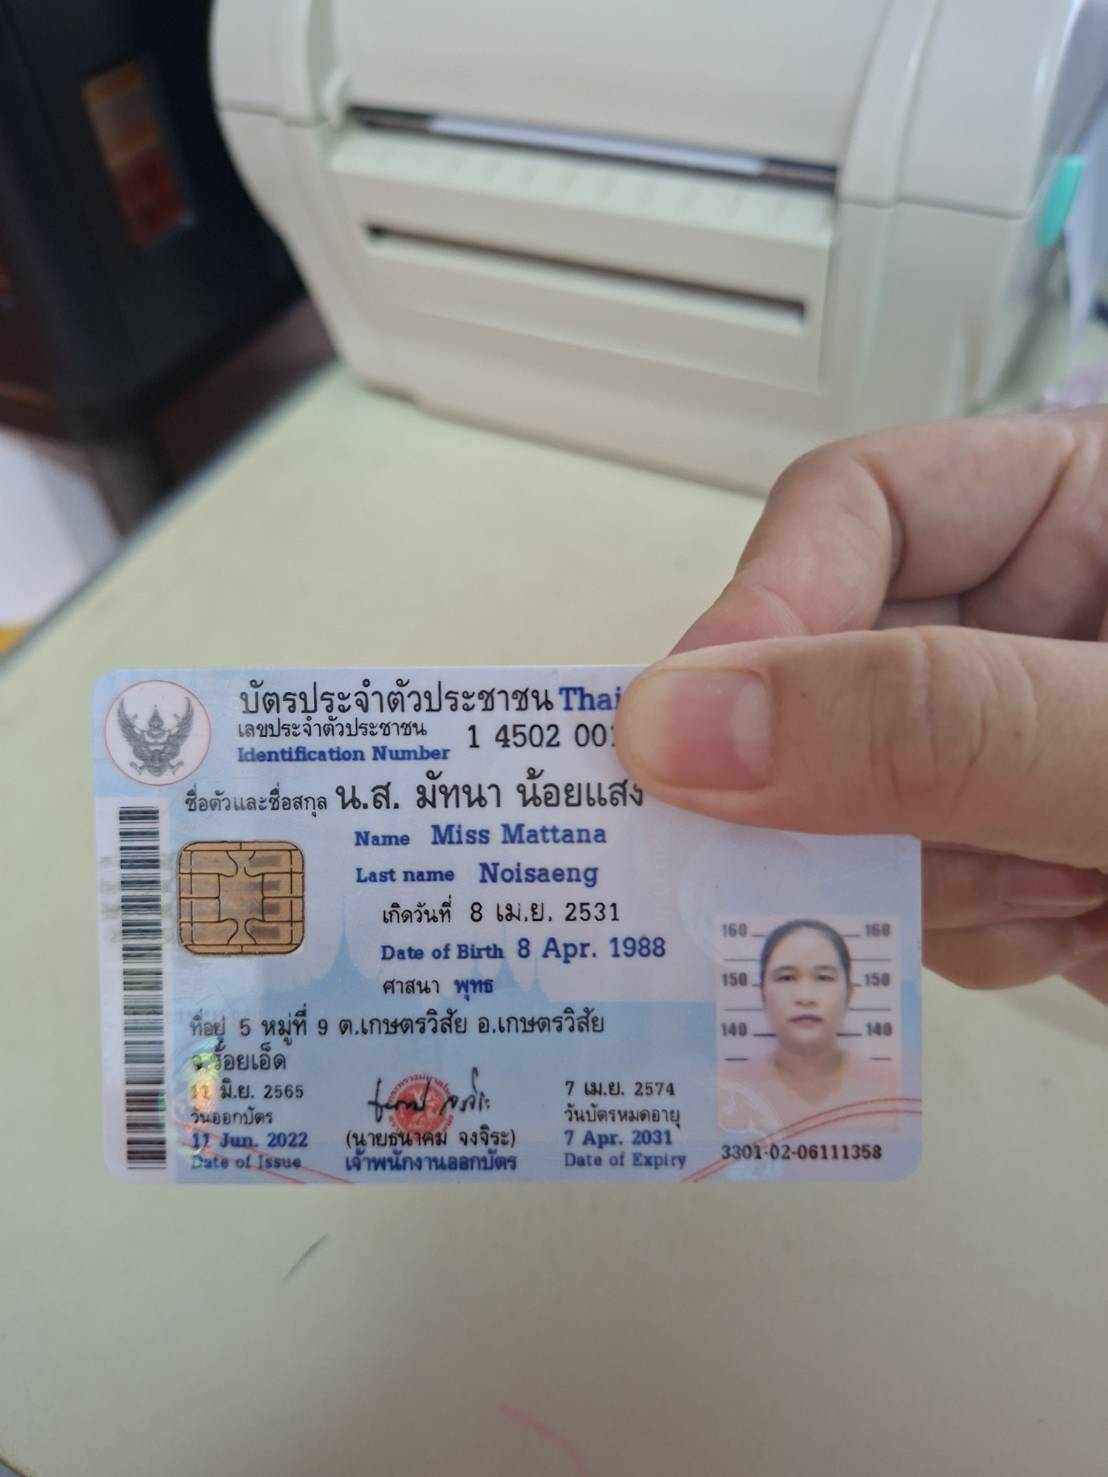 บัตรประจำตัวประชาชน Thai
เลขประจำตัวประชาชน
Identification Number 1 4502 00
ชื่อตัวและชื่อสกุล น.ส. มัทนา น้อยแสง
Name Miss Mattana
Last name Noisaeng
เกิดวันที่ 8 เม.ย. 2531
Date of Birth 8 Apr. 1988
ศาสนา พุทธ
ที่อยู่ 5 หมู่ที่ 9 ต.เกษตรวิสัย อ.เกษตรวิสัย
จ.ร้อยเอ็ด
11 มิ.ย. 2565
วันออกบัตร
11 Jun. 2022
Date of Issue
(นายธนาคม จงจิระ)
เจ้าพนักงานออกบัตร
7 เม.ย. 2574
วันบัตรหมดอายุ
7 Apr. 2031
Date of Expiry
160 160
150 150
140 140
3301-02-06111358